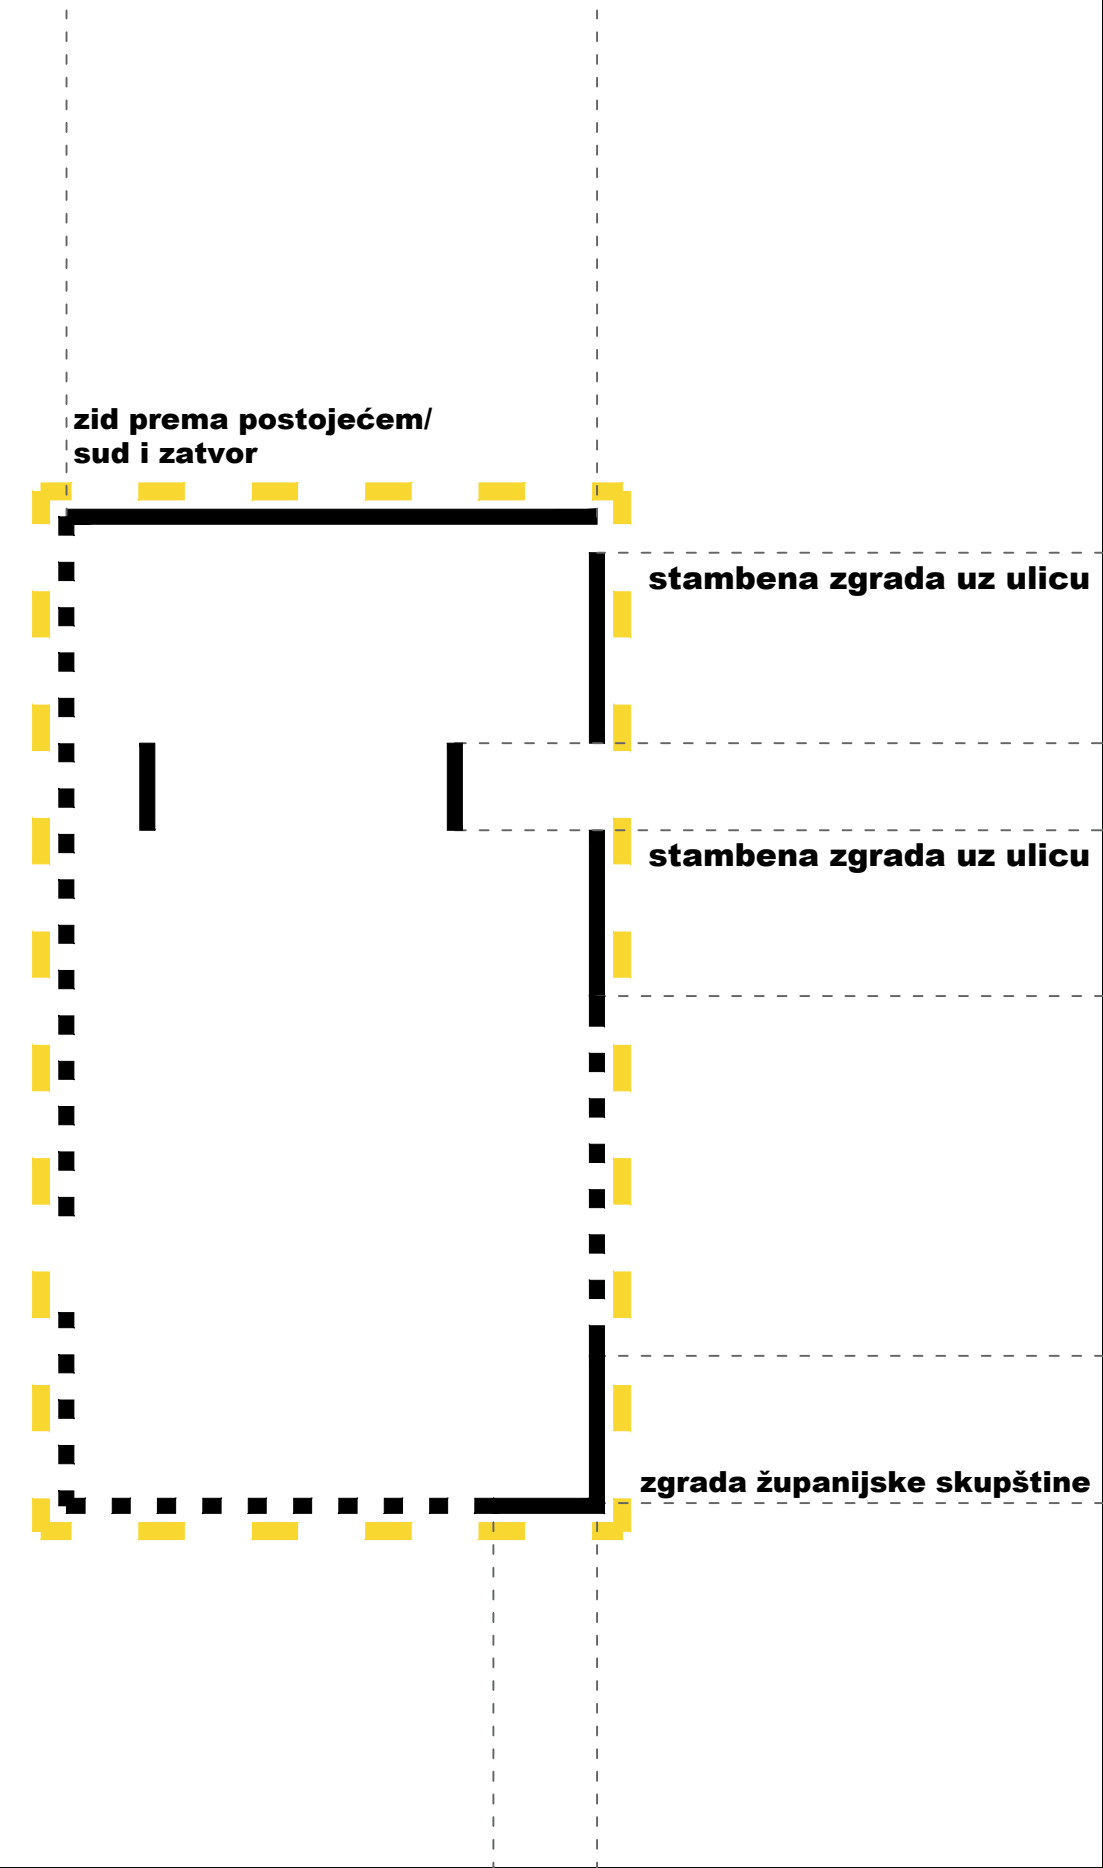 zid prema postojećem/
sud i zatvor
stambena zgrada uz ulicu
stambena zgrada uz ulicu
zgrada županijske skupštine